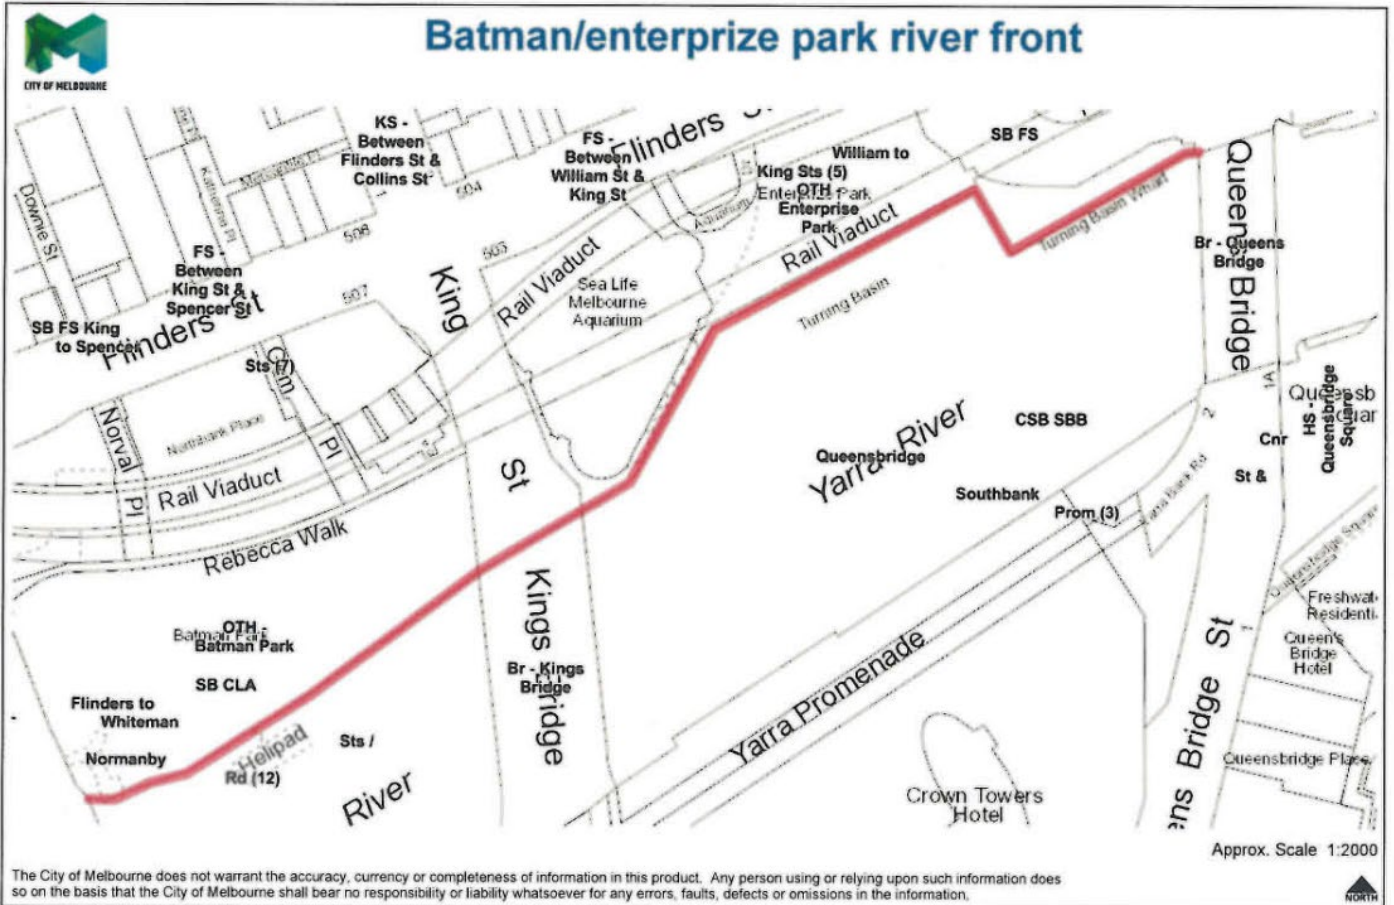 Batman/enterprize park river front
CITY OF MELBOURNE
KS -
Between
Flinders St &
Collins St
504
508
FS -
Between
William St &
King St
Flinders
William to
King Sts (5)
OTH
Enterprise
Park
Enterprize Park
Aquarium
SB FS
Downie St
Katherine Pl
FS -
Between
King St &
Spencer St
SB FS King
to Spencer
Flinders St
Sts (7)
507
503
King
St
Rail Viaduct
Sea Life
Melbourne
Aquarium
Rail Viaduct
Turning Basin
Turning Basin Wharf
Queens Bridge
Br - Queens
Bridge
Norval
Pl
Northbank Place
Pl
Rail Viaduct
Rebecca Walk
Yarra River
Queensbridge
CSB SBB
Southbank
Prom (3)
2
1A
HS -
Queensbridge
Square
Cnr
St &
OTH -
Batman Park
Batman Park
SB CLA
Flinders to
Whiteman
Normanby
Helipad
Rd (12)
Sts /
River
Kings
Br - Kings
Bridge
Yarra Promenade
Crown Towers
Hotel
ens Bridge St
1
Freshwat
Residenti
Queen's
Bridge
Hotel
Queensbridge Place
Approx. Scale 1:2000
The City of Melbourne does not warrant the accuracy, currency or completeness of information in this product. Any person using or relying upon such information does
so on the basis that the City of Melbourne shall bear no responsibility or liability whatsoever for any errors, faults, defects or omissions in the information.
NORTH